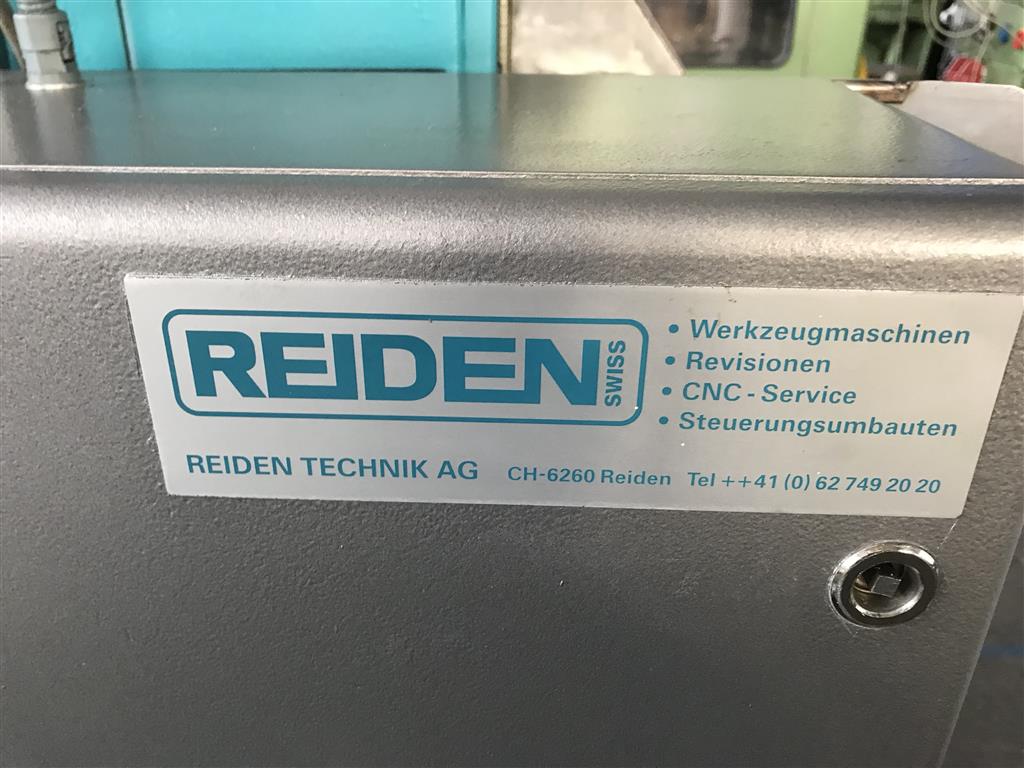 REIDEN
SWISS
• Werkzeugmaschinen
• Revisionen
• CNC - Service
• Steuerungsumbauten
REIDEN TECHNIK AG CH-6260 Reiden Tel ++41 (0) 62 749 20 20